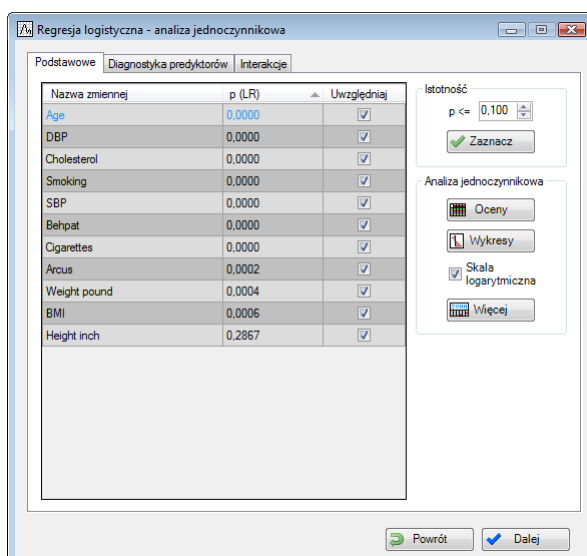 Regresja logistyczna - analiza jednoczynnikowa
Podstawowe Diagnostyka predyktorów Interakcje
Nazwa zmiennej p (LR) Uwzględniaj
Age 0,0000
DBP 0,0000
Cholesterol 0,0000
Smoking 0,0000
SBP 0,0000
Behpat 0,0000
Cigarettes 0,0000
Arcus 0,0002
Weight pound 0,0004
BMI 0,0006
Height inch 0,2867
Istotność
p <= 0,100
Zaznacz
Analiza jednoczynnikowa
Oceny
Wykresy
Skala
logarytmiczna
Więcej
Powrót Dalej